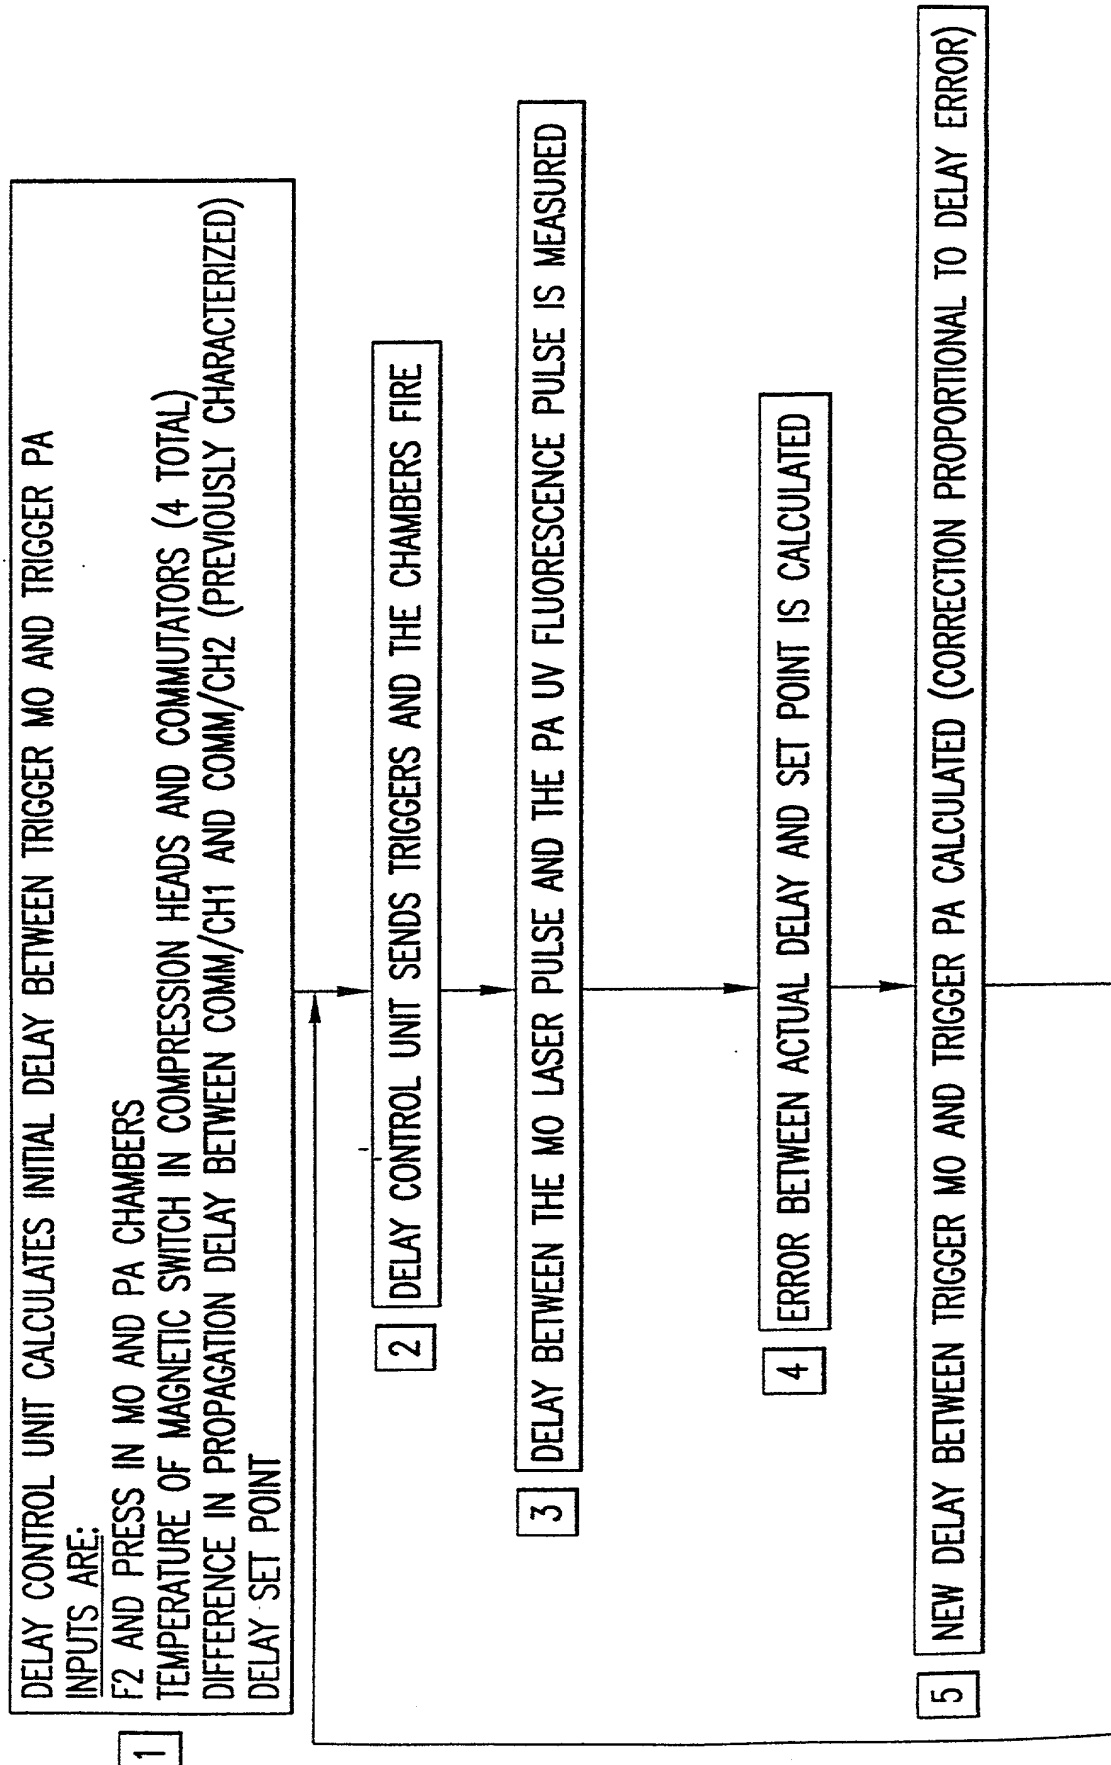 DELAY CONTROL UNIT CALCULATES INITIAL DELAY BETWEEN TRIGGER MO AND TRIGGER PA
INPUTS ARE:
F2 AND PRESS IN MO AND PA CHAMBERS
TEMPERATURE OF MAGNETIC SWITCH IN COMPRESSION HEADS AND COMMUTATORS (4 TOTAL)
DIFFERENCE IN PROPAGATION DELAY BETWEEN COMM/CH1 AND COMM/CH2 (PREVIOUSLY CHARACTERIZED)
DELAY SET POINT
1
2
DELAY CONTROL UNIT SENDS TRIGGERS AND THE CHAMBERS FIRE
3
DELAY BETWEEN THE MO LASER PULSE AND THE PA UV FLUORESCENCE PULSE IS MEASURED
4
ERROR BETWEEN ACTUAL DELAY AND SET POINT IS CALCULATED
5
NEW DELAY BETWEEN TRIGGER MO AND TRIGGER PA CALCULATED (CORRECTION PROPORTIONAL TO DELAY ERROR)